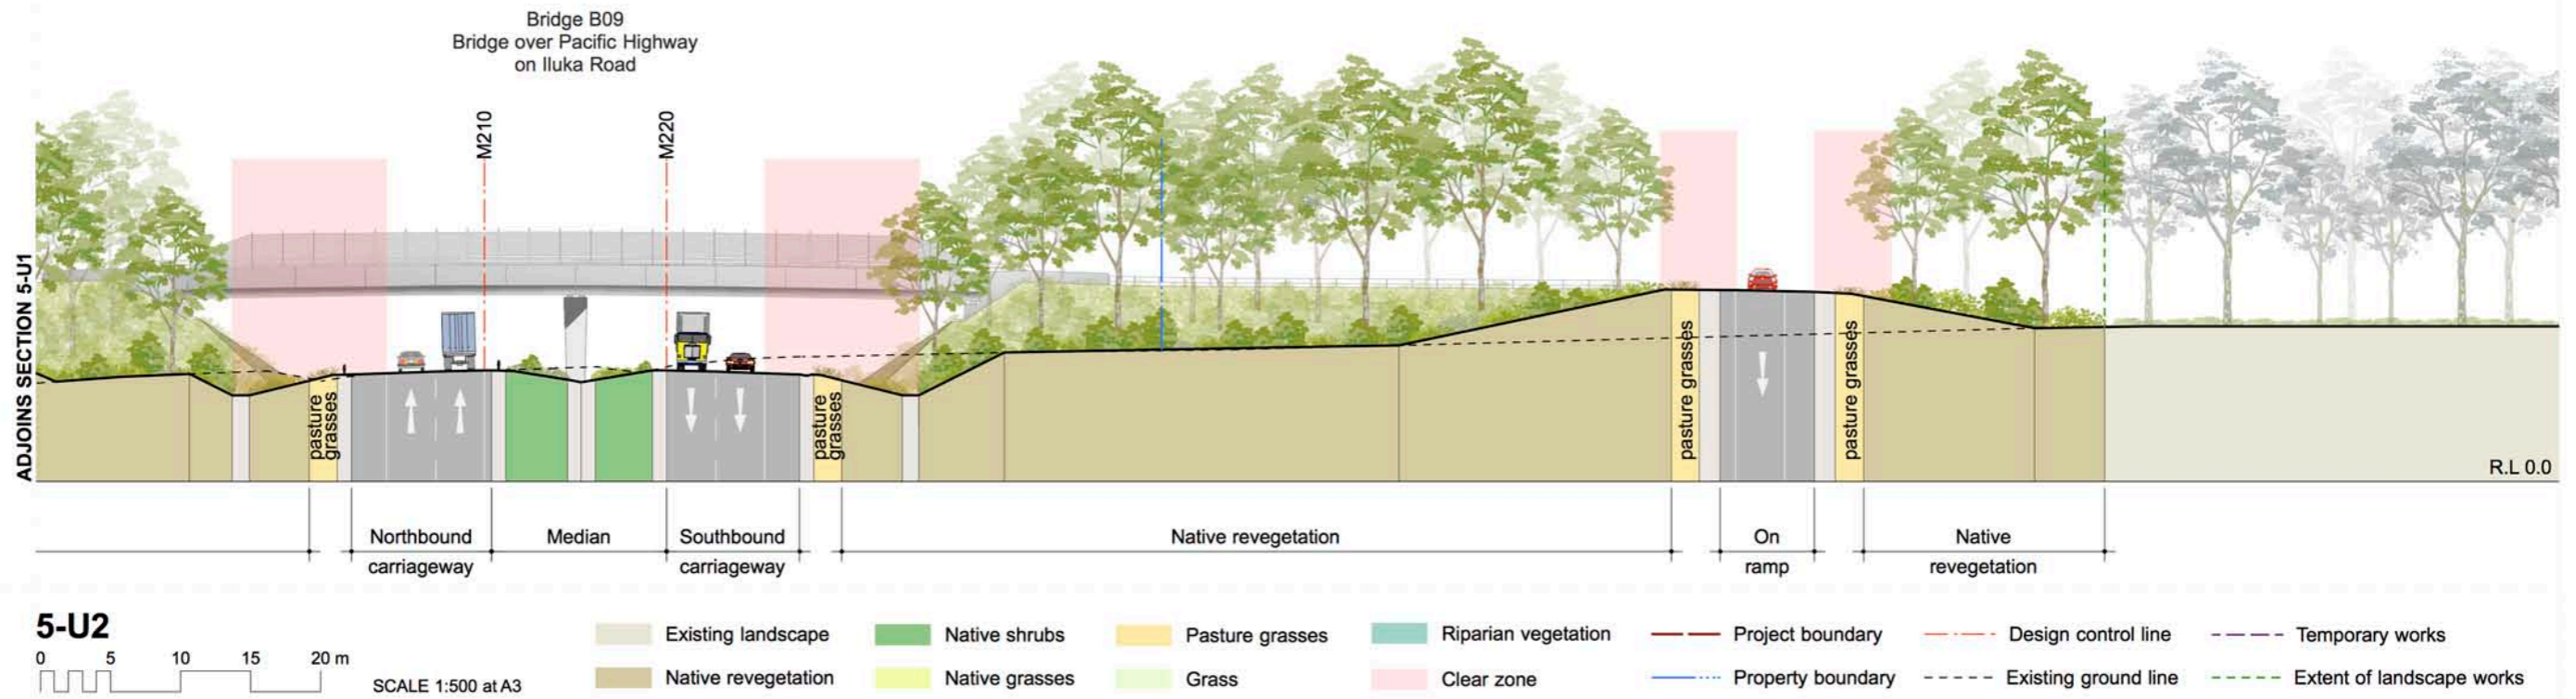 Bridge B09
Bridge over Pacific Highway
on Iluka Road
M210
M220
ADJOINS SECTION 5-U1
pasture
grasses
pasture
grasses
pasture grasses
pasture grasses
R.L 0.0
Northbound
carriageway
Median
Southbound
carriageway
Native revegetation
On
ramp
Native
revegetation
5-U2
0 5 10 15 20 m
SCALE 1:500 at A3
Existing landscape
Native revegetation
Native shrubs
Native grasses
Pasture grasses
Grass
Riparian vegetation
Clear zone
Project boundary
Property boundary
Design control line
Existing ground line
Temporary works
Extent of landscape works